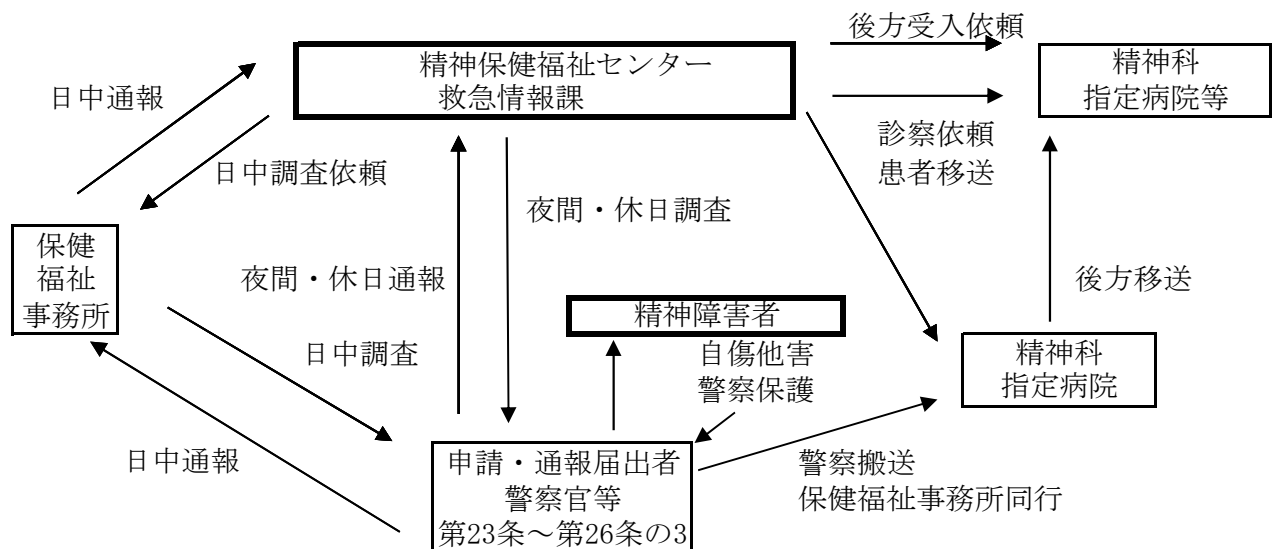 後方受入依頼
精神保健福祉センター
救急情報課
精神科
指定病院等
日中通報
診察依頼
患者移送
日中調査依頼
夜間・休日調査
保健
福祉
事務所
夜間・休日通報
後方移送
精神障害者
日中調査
自傷他害
警察保護
精神科
指定病院
日中通報
申請・通報届出者
警察官等
第23条～第26条の3
警察搬送
保健福祉事務所同行